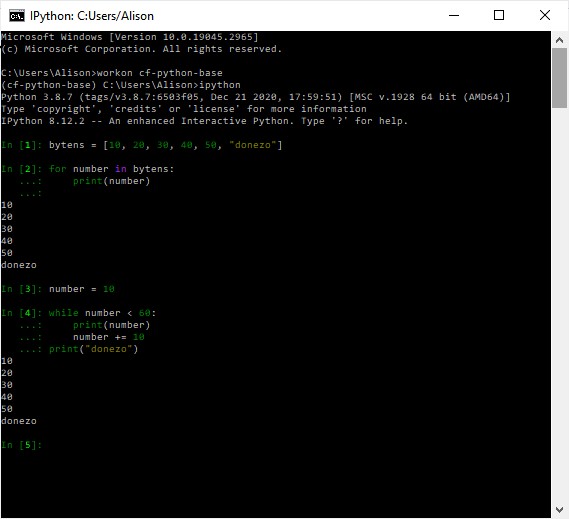 IPython: C:Users/Alison
Microsoft Windows [Version 10.0.19045.2965]
(c) Microsoft Corporation. All rights reserved.
C:\Users\Alison>workon cf-python-base
(cf-python-base) C:\Users\Alison>ipython
Python 3.8.7 (tags/v3.8.7:6503f05, Dec 21 2020, 17:59:51) [MSC v.1928 64 bit (AMD64)]
Type 'copyright', 'credits' or 'license' for more information
IPython 8.12.2 -- An enhanced Interactive Python. Type '?' for help.
In [1]: bytens = [10, 20, 30, 40, 50, "donezo"]
In [2]: for number in bytens:
   ...:     print(number)
   ...:
10
20
30
40
50
donezo
In [3]: number = 10
In [4]: while number < 60:
   ...:     print(number)
   ...:     number += 10
   ...: print("donezo")
10
20
30
40
50
donezo
In [5]: